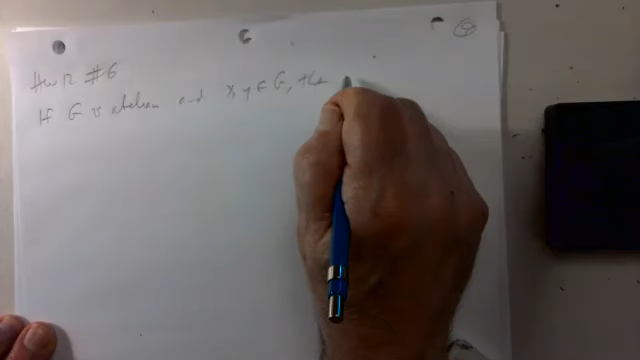 HW 12 #6
If G is abelian and x, y ∈ G, then